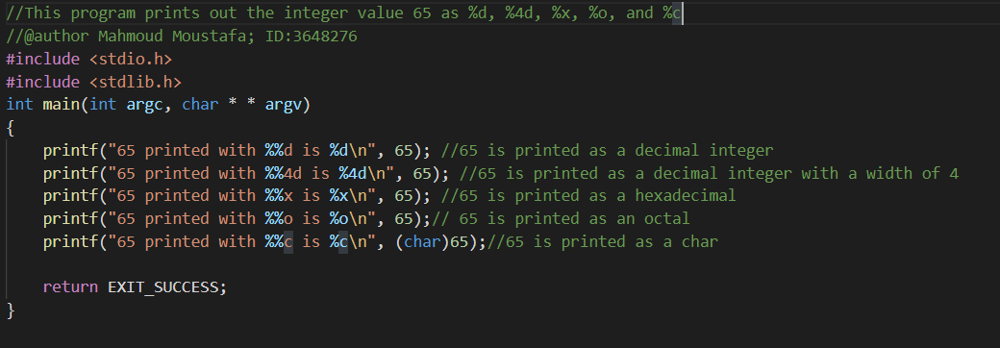 //This program prints out the integer value 65 as %d, %4d, %x, %o, and %c
//@author Mahmoud Moustafa; ID:3648276
#include <stdio.h>
#include <stdlib.h>
int main(int argc, char * * argv)
{
    printf("65 printed with %%d is %d\n", 65); //65 is printed as a decimal integer
    printf("65 printed with %%4d is %4d\n", 65); //65 is printed as a decimal integer with a width of 4
    printf("65 printed with %%x is %x\n", 65); //65 is printed as a hexadecimal
    printf("65 printed with %%o is %o\n", 65);// 65 is printed as an octal
    printf("65 printed with %%c is %c\n", (char)65);//65 is printed as a char

    return EXIT_SUCCESS;
}